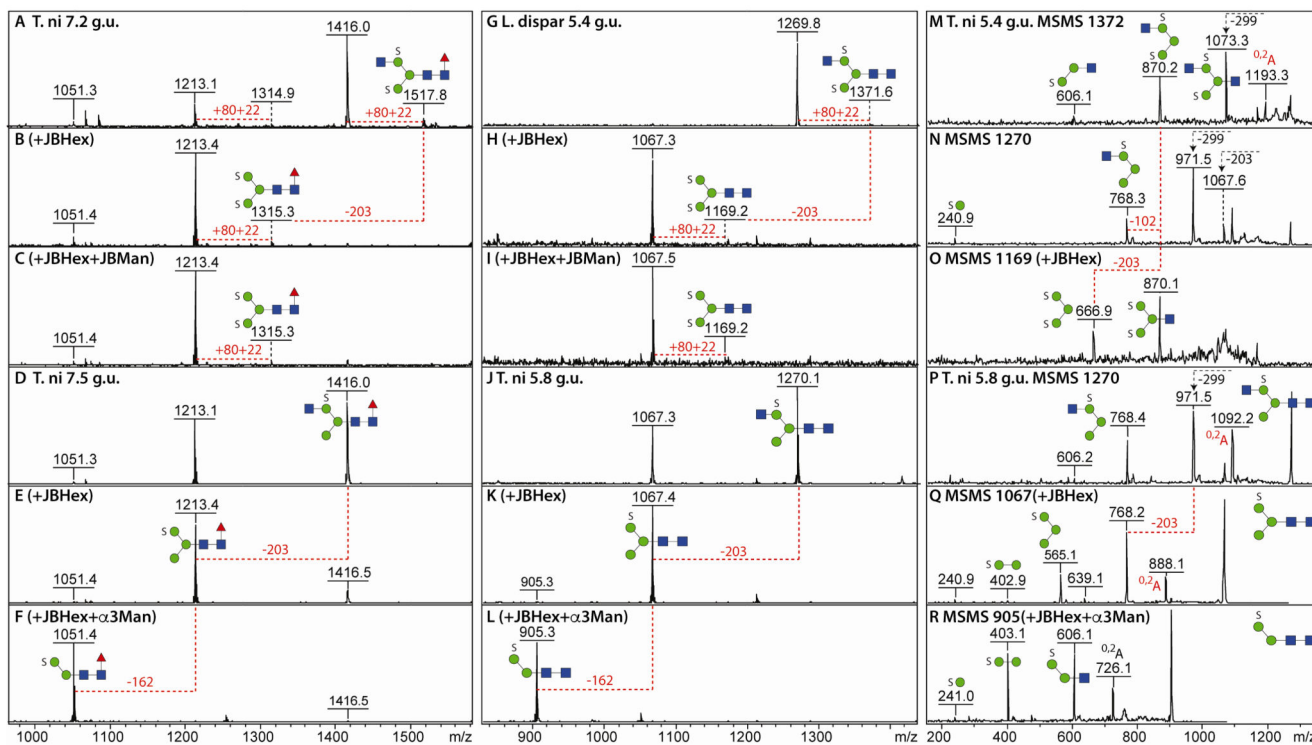 A T. ni 7.2 g.u.
1416.0
1213.1
1051.3
1314.9
1517.8
+80+22
+80+22
S
S
B (+JBHex)
1213.4
S
S
1315.3
-203
1051.4
+80+22
C (+JBHex+JBMan)
1213.4
S
S
1315.3
1051.4
+80+22
D T. ni 7.5 g.u.
1416.0
1213.1
S
1051.3
E (+JBHex)
1213.4
S
-203
1051.4
1416.5
F (+JBHex+α3Man)
1051.4
S
-162
1416.5
1000 1100 1200 1300 1400 1500 m/z
G L. dispar 5.4 g.u.
1269.8
S
S
1371.6
+80+22
H (+JBHex)
1067.3
S
S
1169.2
-203
+80+22
I (+JBHex+JBMan)
1067.5
S
S
1169.2
+80+22
J T. ni 5.8 g.u.
1270.1
1067.3
S
K (+JBHex)
1067.4
S
-203
905.3
L (+JBHex+α3Man)
905.3
S
-162
900 1000 1100 1200 1300 1400 m/z
M T. ni 5.4 g.u. MSMS 1372
-299
1073.3
0,2A
1193.3
870.2
606.1
S
S
S
S
S
N MSMS 1270
-299
971.5
-203
1067.6
768.3
S
S
240.9
-102
O MSMS 1169 (+JBHex)
-203
870.1
666.9
S
S
S
S
P T. ni 5.8 g.u. MSMS 1270
-299
971.5
S
S
768.4
0,2A
1092.2
606.2
Q MSMS 1067(+JBHex)
768.2
-203
S
S
S
S
565.1
240.9
402.9
639.1
0,2A
888.1
R MSMS 905(+JBHex+α3Man)
403.1
606.1
0,2A
726.1
S
S
S
S
241.0
200 400 600 800 1000 1200 m/z